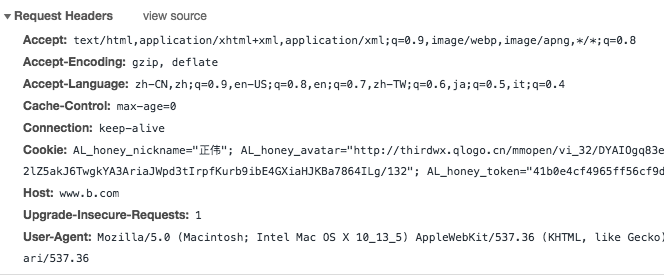 Request Headers view source
Accept: text/html,application/xhtml+xml,application/xml;q=0.9,image/webp,image/apng,*/*;q=0.8
Accept-Encoding: gzip, deflate
Accept-Language: zh-CN,zh;q=0.9,en-US;q=0.8,en;q=0.7,zh-TW;q=0.6,ja;q=0.5,it;q=0.4
Cache-Control: max-age=0
Connection: keep-alive
Cookie: AL_honey_nickname="正伟"; AL_honey_avatar="http://thirdwx.qlogo.cn/mmopen/vi_32/DYAIOgq83e
2lZ5akJ6TwgkYA3AriaJWpd3tIrpfKurb9ibE4GXiaHJKBa7864ILg/132"; AL_honey_token="41b0e4cf4965ff56cf9d
Host: www.b.com
Upgrade-Insecure-Requests: 1
User-Agent: Mozilla/5.0 (Macintosh; Intel Mac OS X 10_13_5) AppleWebKit/537.36 (KHTML, like Gecko)
ari/537.36